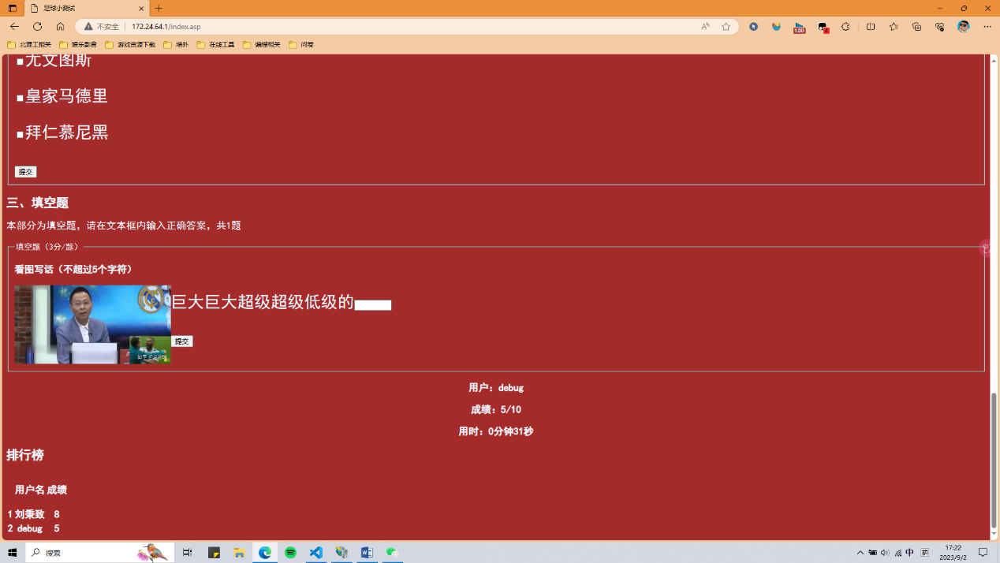 足球小测试
不安全 172.24.64.1/index.asp
北理工相关 娱乐影音 游戏资源下载 墙外 在线工具 编程相关 问卷
1.00
4
尤文图斯
皇家马德里
拜仁慕尼黑
提交
三、填空题
本部分为填空题，请在文本框内输入正确答案，共1题
填空题（3分/题）
看图写话（不超过5个字符）
巨大巨大超级超级低级的
提交
用户：debug
成绩：5/10
用时：0分钟31秒
排行榜
用户名 成绩
1 刘秉致 8
2 debug 5
搜索
中 拼
17:22
2023/9/2